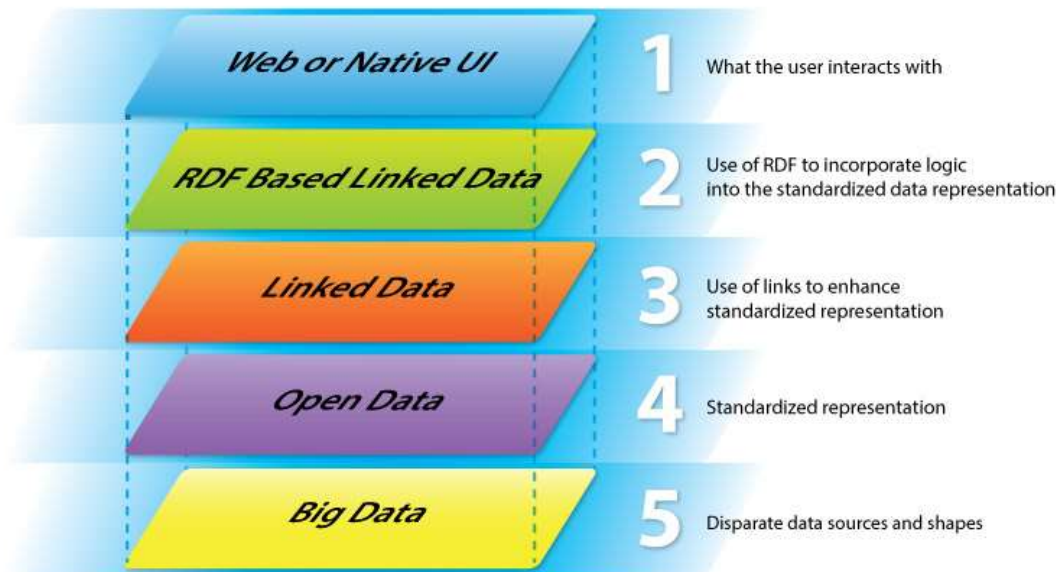 Web or Native UI
1
What the user interacts with
RDF Based Linked Data
2
Use of RDF to incorporate logic
into the standardized data representation
Linked Data
3
Use of links to enhance
standardized representation
Open Data
4
Standardized representation
Big Data
5
Disparate data sources and shapes